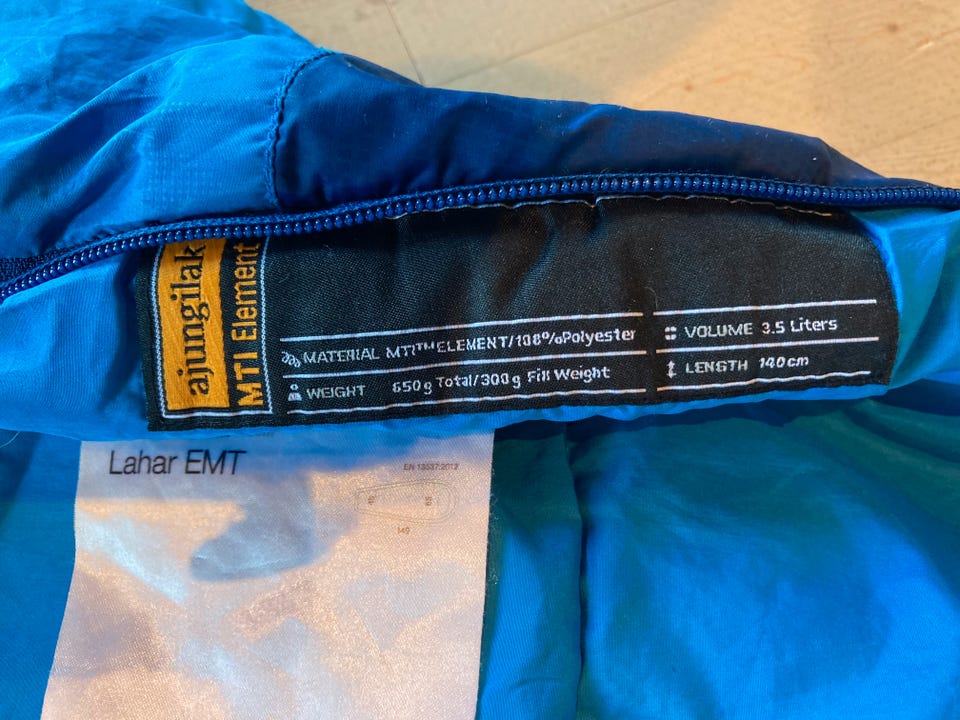 ajungilak
MTI Element
MATERIAL MTI™ELEMENT/100%Polyester
WEIGHT 650g Total/300g Fill Weight
VOLUME 3.5 Liters
LENGTH 140cm
Lahar EMT
EN 13537:2012
140